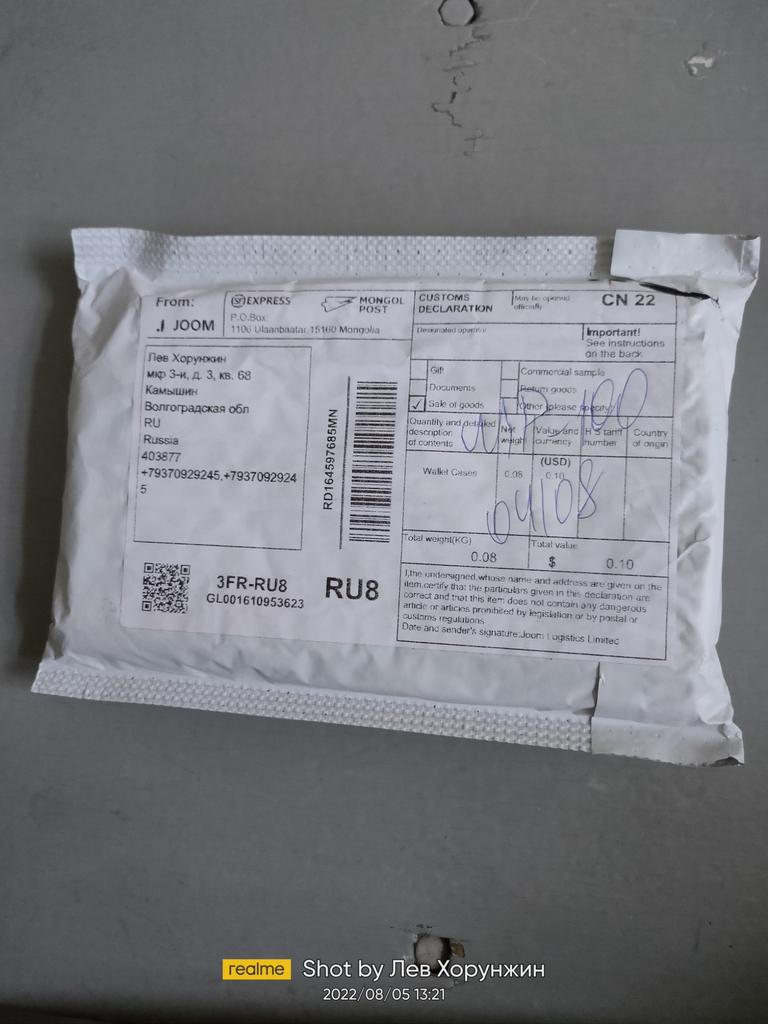 From:
.J JOOM
EXPRESS
MONGOL POST
P.O.Box:
1106 Ulaanbaatar 15160 Mongolia
Лев Хорунжин
мкр 3-и, д. 3, кв. 68
Камышин
Волгоградская обл
RU
Russia
403877
+79370929245,+7937092924
5
RD164597685MN
3FR-RU8
GL001610953623
RU8
CUSTOMS
DECLARATION
May be opened
officially
CN 22
Designated operator
Important!
See instructions
on the back
Gift
Commercial sample
Documents
Return goods
✓ Sale of goods
Other please specify
Quantity and detailed
description
of contents
Net
weight
Value and
currency
HS tariff
number
Country
of origin
(USD)
Wallet Cases 0.08 0.10
100
04/08
Total weight(KG)
0.08
Total value
$ 0.10
I,the undersigned,whose name and address are given on the
item,certify that the particulars given in this declaration are
correct and that this item does not contain any dangerous
article or articles prohibited by legislation or by postal or
customs regulations
Date and sender's signature:Joom Logistics Limited
realme Shot by Лев Хорунжин
2022/08/05 13:21